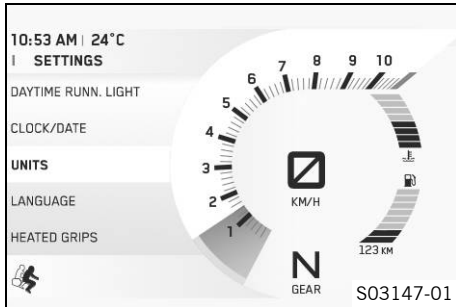 10:53 AM | 24°C
| SETTINGS
DAYTIME RUNN. LIGHT
CLOCK/DATE
UNITS
LANGUAGE
HEATED GRIPS
1
2
3
4
5
6
7
8
9
10
0
KM/H
N
GEAR
123 KM
S03147-01